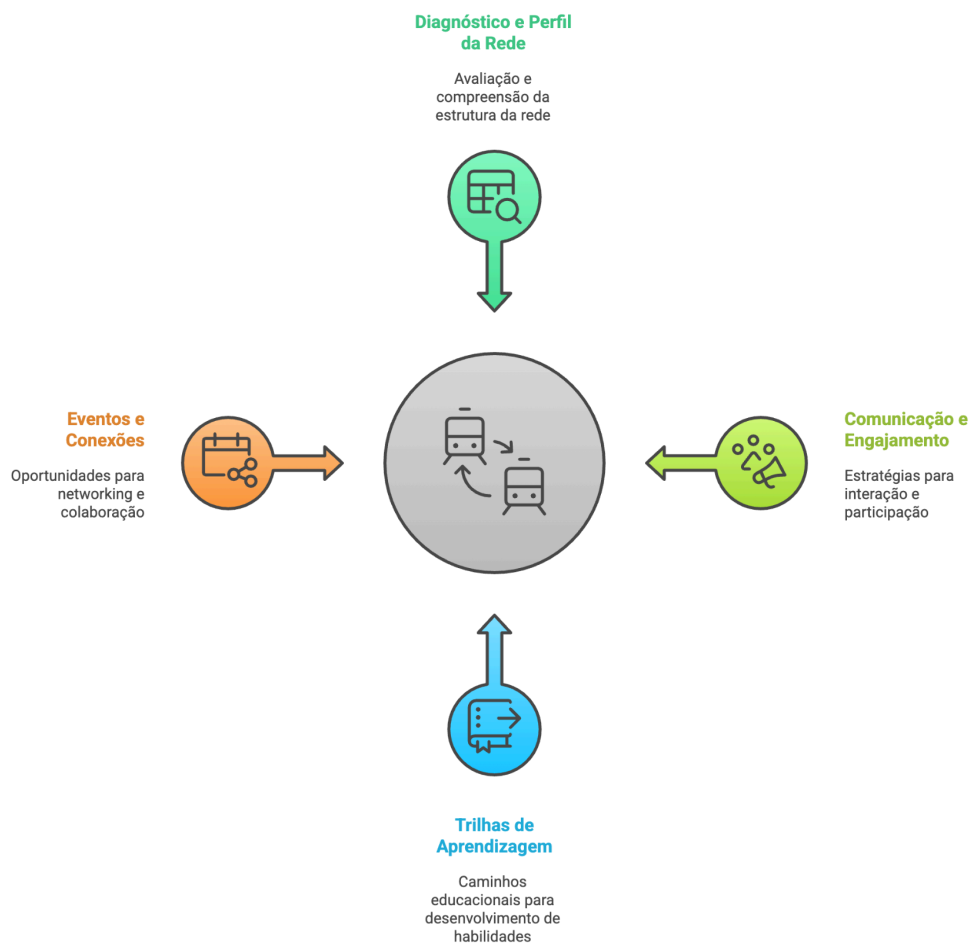 Diagnóstico e Perfil
da Rede
Avaliação e
compreensão da
estrutura da rede
Eventos e
Conexões
Oportunidades para
networking e
colaboração
Comunicação e
Engajamento
Estratégias para
interação e
participação
Trilhas de
Aprendizagem
Caminhos
educacionais para
desenvolvimento de
habilidades